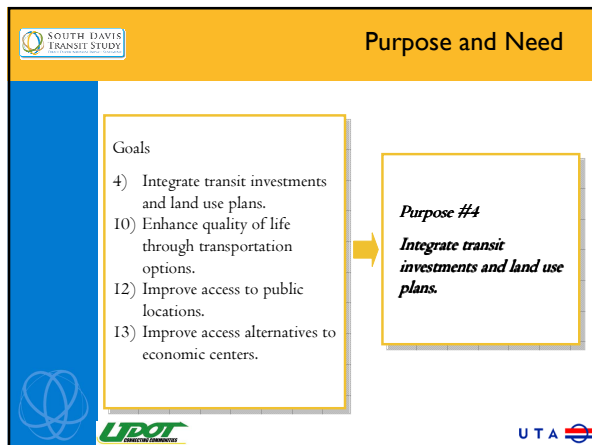 SOUTH DAVIS
TRANSIT STUDY
Purpose and Need
Goals
4) Integrate transit investments
and land use plans.
10) Enhance quality of life
through transportation
options.
12) Improve access to public
locations.
13) Improve access alternatives to
economic centers.
Purpose #4
Integrate transit
investments and land use
plans.
UDOT
CONNECTING COMMUNITIES
UTA